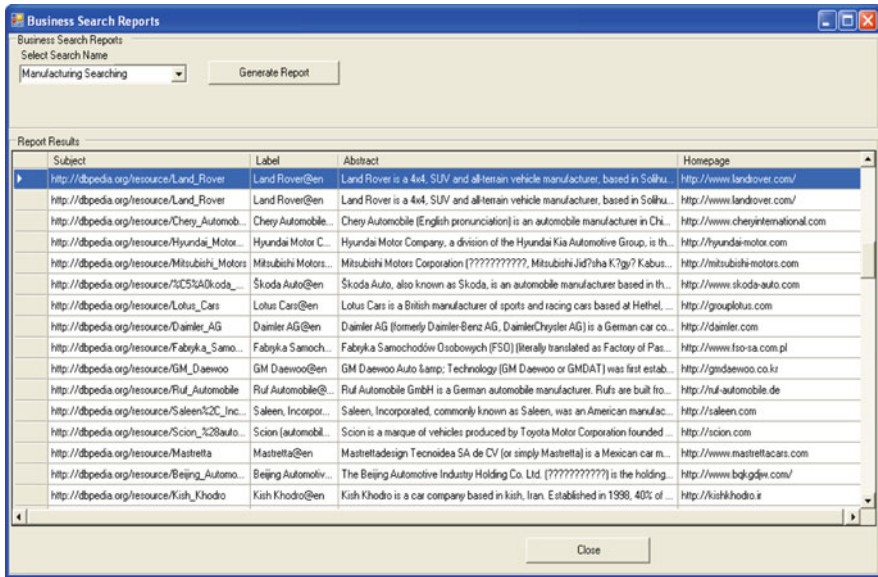 Business Search Reports
Business Search Reports
Select Search Name
Manufacturing Searching
Generate Report
Report Results
Subject Label Abstract Homepage
http://dbpedia.org/resource/Land_Rover Land Rover@en Land Rover is a 4x4, SUV and all-terrain vehicle manufacturer, based in Solihu... http://www.landrover.com/
http://dbpedia.org/resource/Land_Rover Land Rover@en Land Rover is a 4x4, SUV and all-terrain vehicle manufacturer, based in Solihu... http://www.landrover.com/
http://dbpedia.org/resource/Chery_Automob... Chery Automobile... Chery Automobile (English pronunciation) is an automobile manufacturer in Chi... http://www.cheryinternational.com
http://dbpedia.org/resource/Hyundai_Motor... Hyundai Motor C... Hyundai Motor Company, a division of the Hyundai Kia Automotive Group, is th... http://hyundai-motor.com
http://dbpedia.org/resource/Mitsubishi_Motors Mitsubishi Motors... Mitsubishi Motors Corporation (???????????, Mitsubishi Jid?sha K?gy? Kabus... http://mitsubishi-motors.com
http://dbpedia.org/resource/%C5%A0koda_... Škoda Auto@en Škoda Auto, also known as Skoda, is an automobile manufacturer based in th... http://www.skoda-auto.com
http://dbpedia.org/resource/Lotus_Cars Lotus Cars@en Lotus Cars is a British manufacturer of sports and racing cars based at Hethel, ... http://grouplotus.com
http://dbpedia.org/resource/Daimler_AG Daimler AG@en Daimler AG (formerly Daimler-Benz AG, DaimlerChrysler AG) is a German car co... http://daimler.com
http://dbpedia.org/resource/Fabryka_Samo... Fabryka Samoch... Fabryka Samochodów Osobowych (FSO) (literally translated as Factory of Pas... http://www.fso-sa.com.pl
http://dbpedia.org/resource/GM_Daewoo GM Daewoo@en GM Daewoo Auto &amp; Technology (GM Daewoo or GMDAT) was first estab... http://gmdaewoo.co.kr
http://dbpedia.org/resource/Ruf_Automobile Ruf Automobile@... Ruf Automobile GmbH is a German automobile manufacturer. Rufs are built fro... http://ruf-automobile.de
http://dbpedia.org/resource/Saleen%2C_Inc... Saleen, Incorpor... Saleen, Incorporated, commonly known as Saleen, was an American manufac... http://saleen.com
http://dbpedia.org/resource/Scion_%28auto... Scion (automobil... Scion is a marque of vehicles produced by Toyota Motor Corporation founded ... http://scion.com
http://dbpedia.org/resource/Mastretta Mastretta@en Mastrettadesign Tecnoidea SA de CV (or simply Mastretta) is a Mexican car m... http://www.mastrettacars.com
http://dbpedia.org/resource/Beijing_Automo... Beijing Automotiv... The Beijing Automotive Industry Holding Co. Ltd. (???????????) is the holding... http://www.bqkgdjw.com/
http://dbpedia.org/resource/Kish_Khodro Kish Khodro@en Kish Khodro is a car company based in kish, Iran. Established in 1998, 40% of ... http://kishkhodro.ir
Close